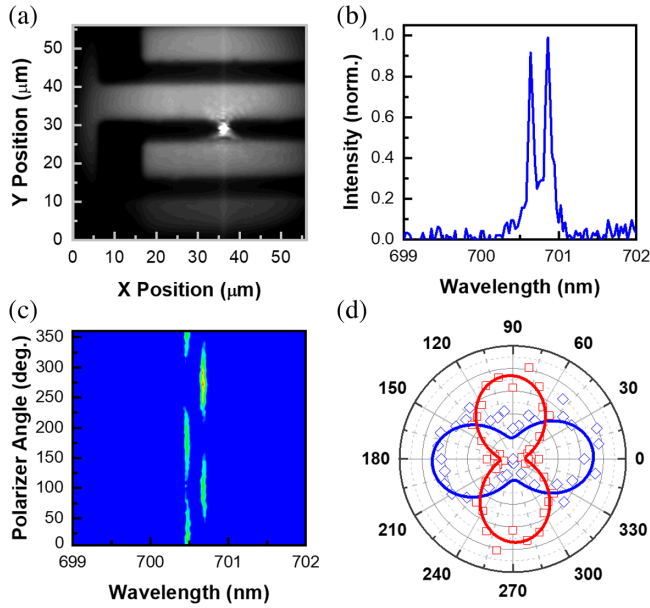 (a)
Y Position (μm)
50
40
30
20
10
0
0 10 20 30 40 50
X Position (μm)
(b)
Intensity (norm.)
1.0
0.8
0.6
0.4
0.2
0.0
699 700 701 702
Wavelength (nm)
(c)
Polarizer Angle (deg.)
350
300
250
200
150
100
50
0
699 700 701 702
Wavelength (nm)
(d)
90
120 60
150 30
180 0
210 330
240 300
270